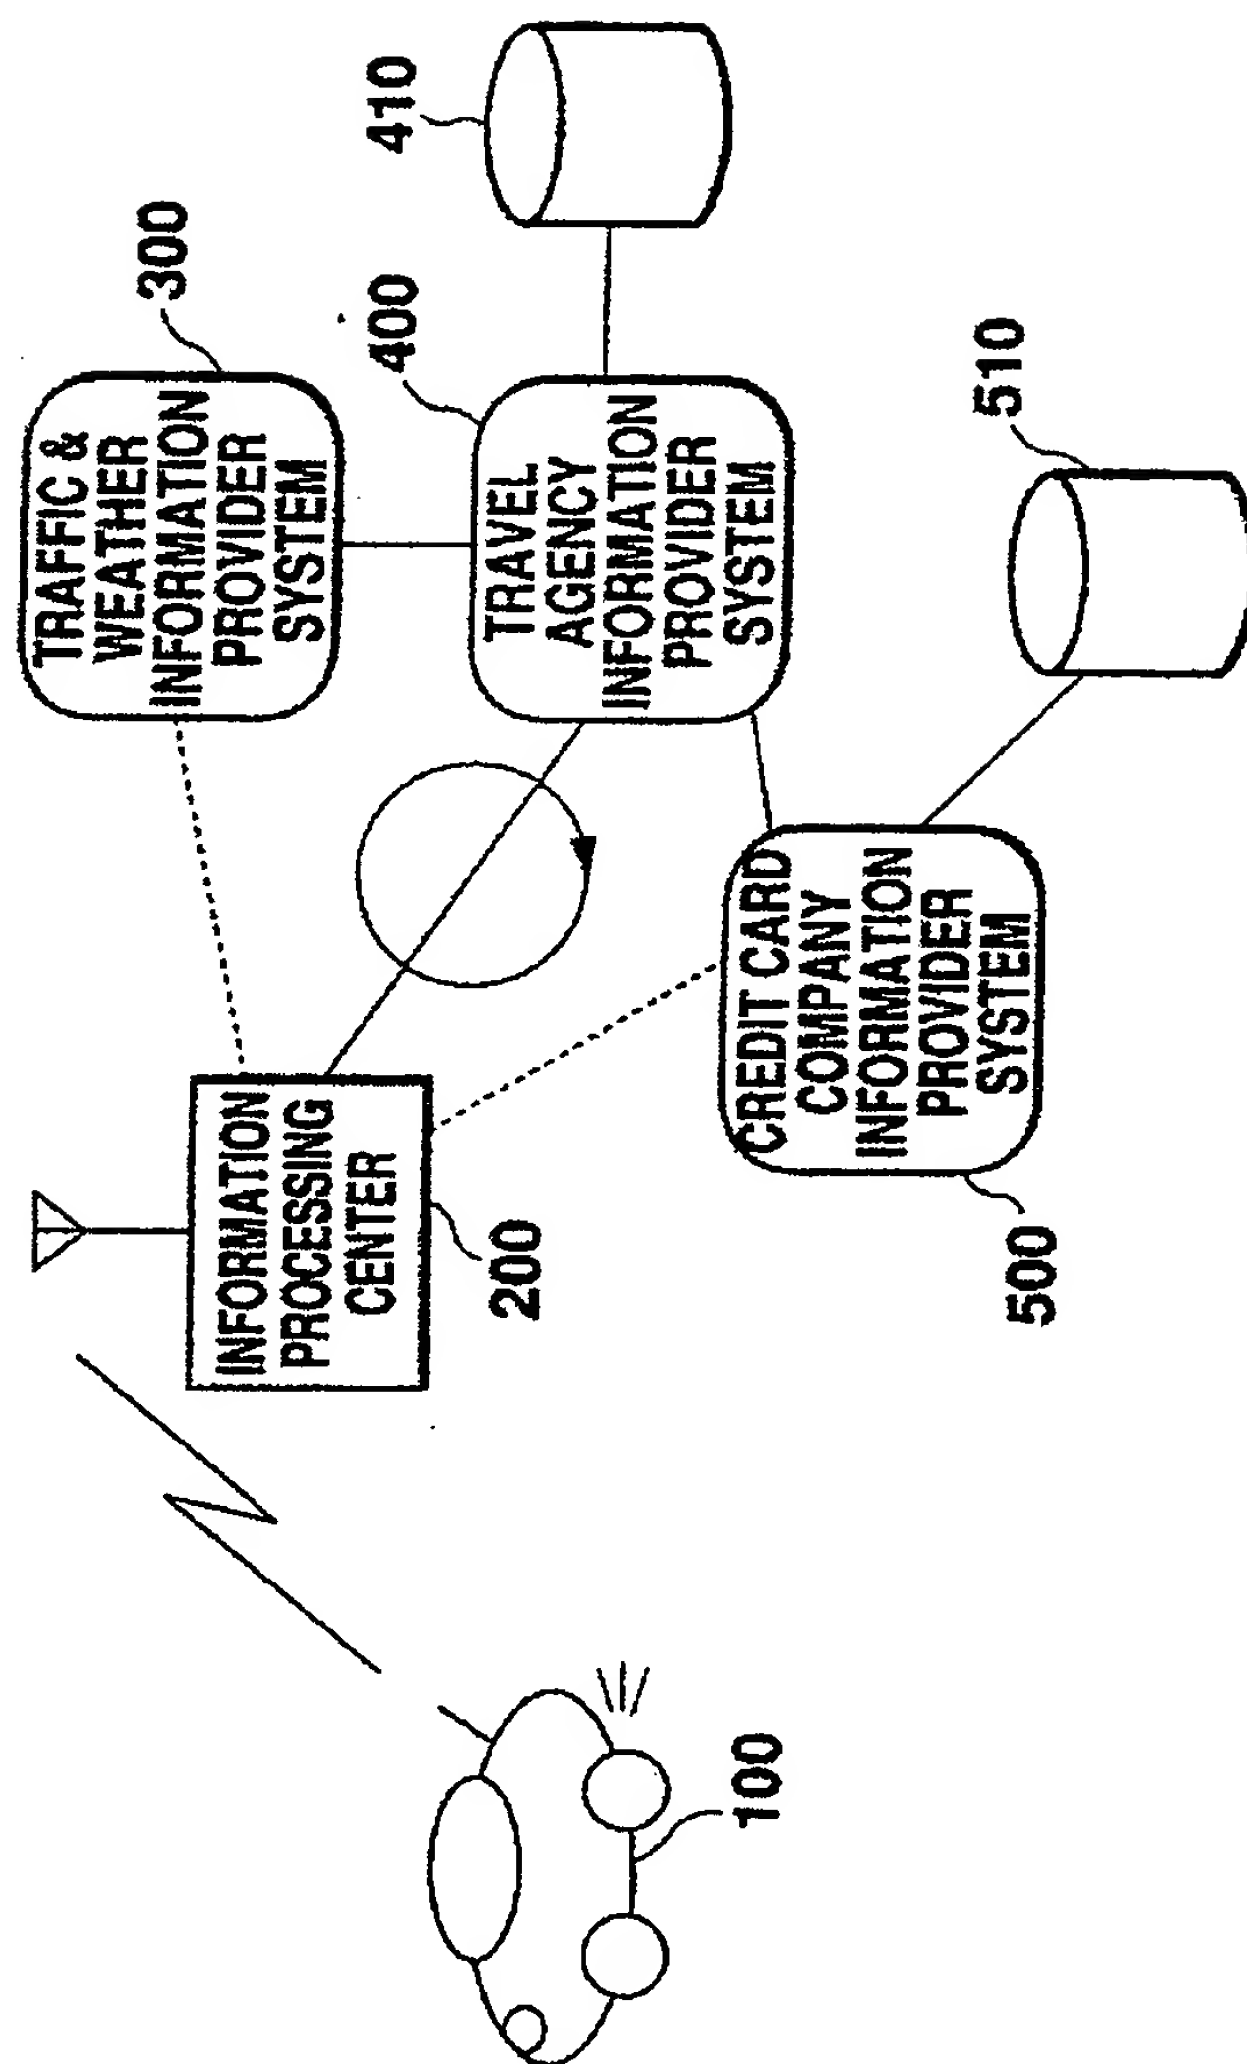 TRAFFIC &
WEATHER
INFORMATION
PROVIDER
SYSTEM
300
INFORMATION
PROCESSING
CENTER
200
TRAVEL
AGENCY
INFORMATION
PROVIDER
SYSTEM
400
410
CREDIT CARD
COMPANY
INFORMATION
PROVIDER
SYSTEM
500
510
100